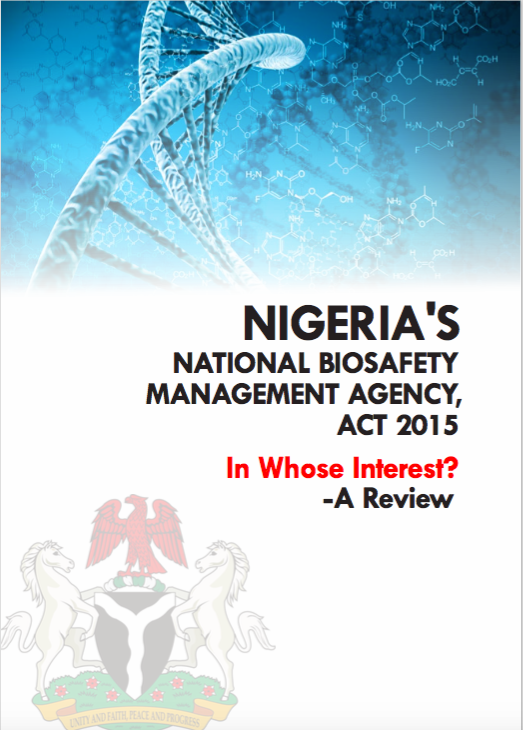 NIGERIA'S
NATIONAL BIOSAFETY
MANAGEMENT AGENCY,
ACT 2015
In Whose Interest?
-A Review
UNITY AND FAITH, PEACE AND PROGRESS